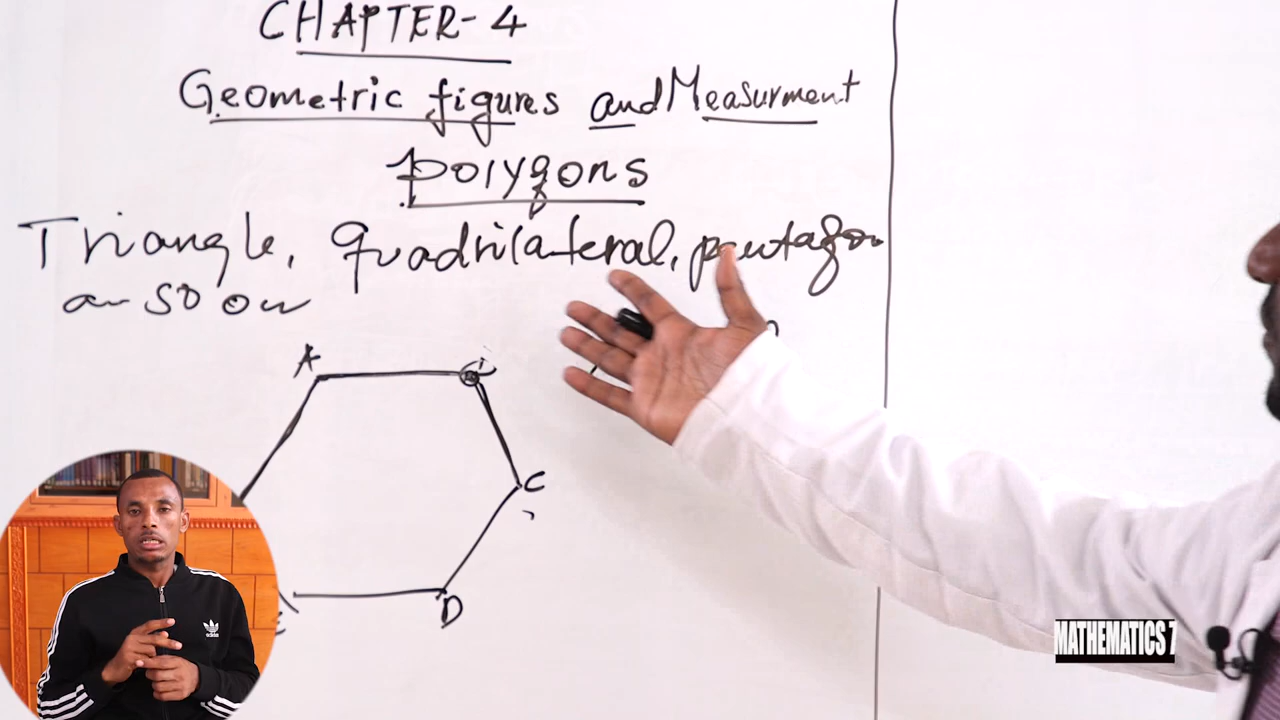 CHAPTER-4
Geometric figures and Measurment
polygons
Triangle, quadrilateral, pentagon
an so on
A
C
D
MATHEMATICS 7
adidas